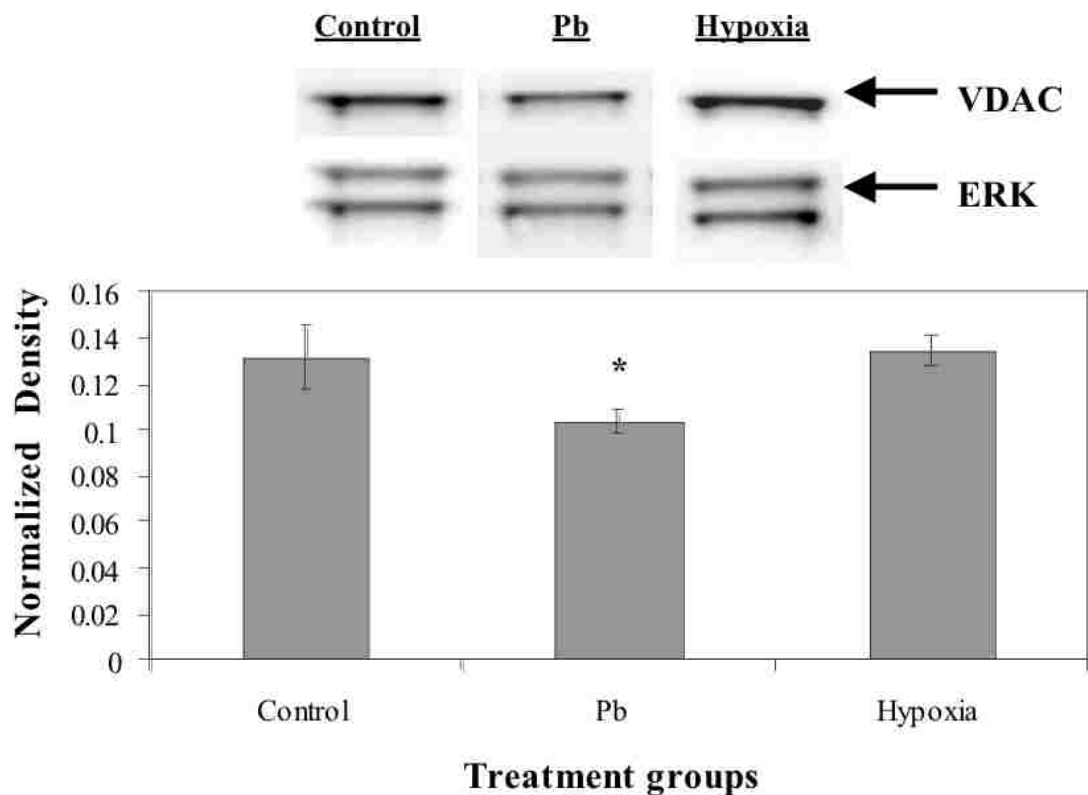 Control Pb Hypoxia
VDAC
ERK
0.16
0.14
0.12
0.1
0.08
0.06
0.04
0.02
0
Normalized Density
*
Control Pb Hypoxia
Treatment groups